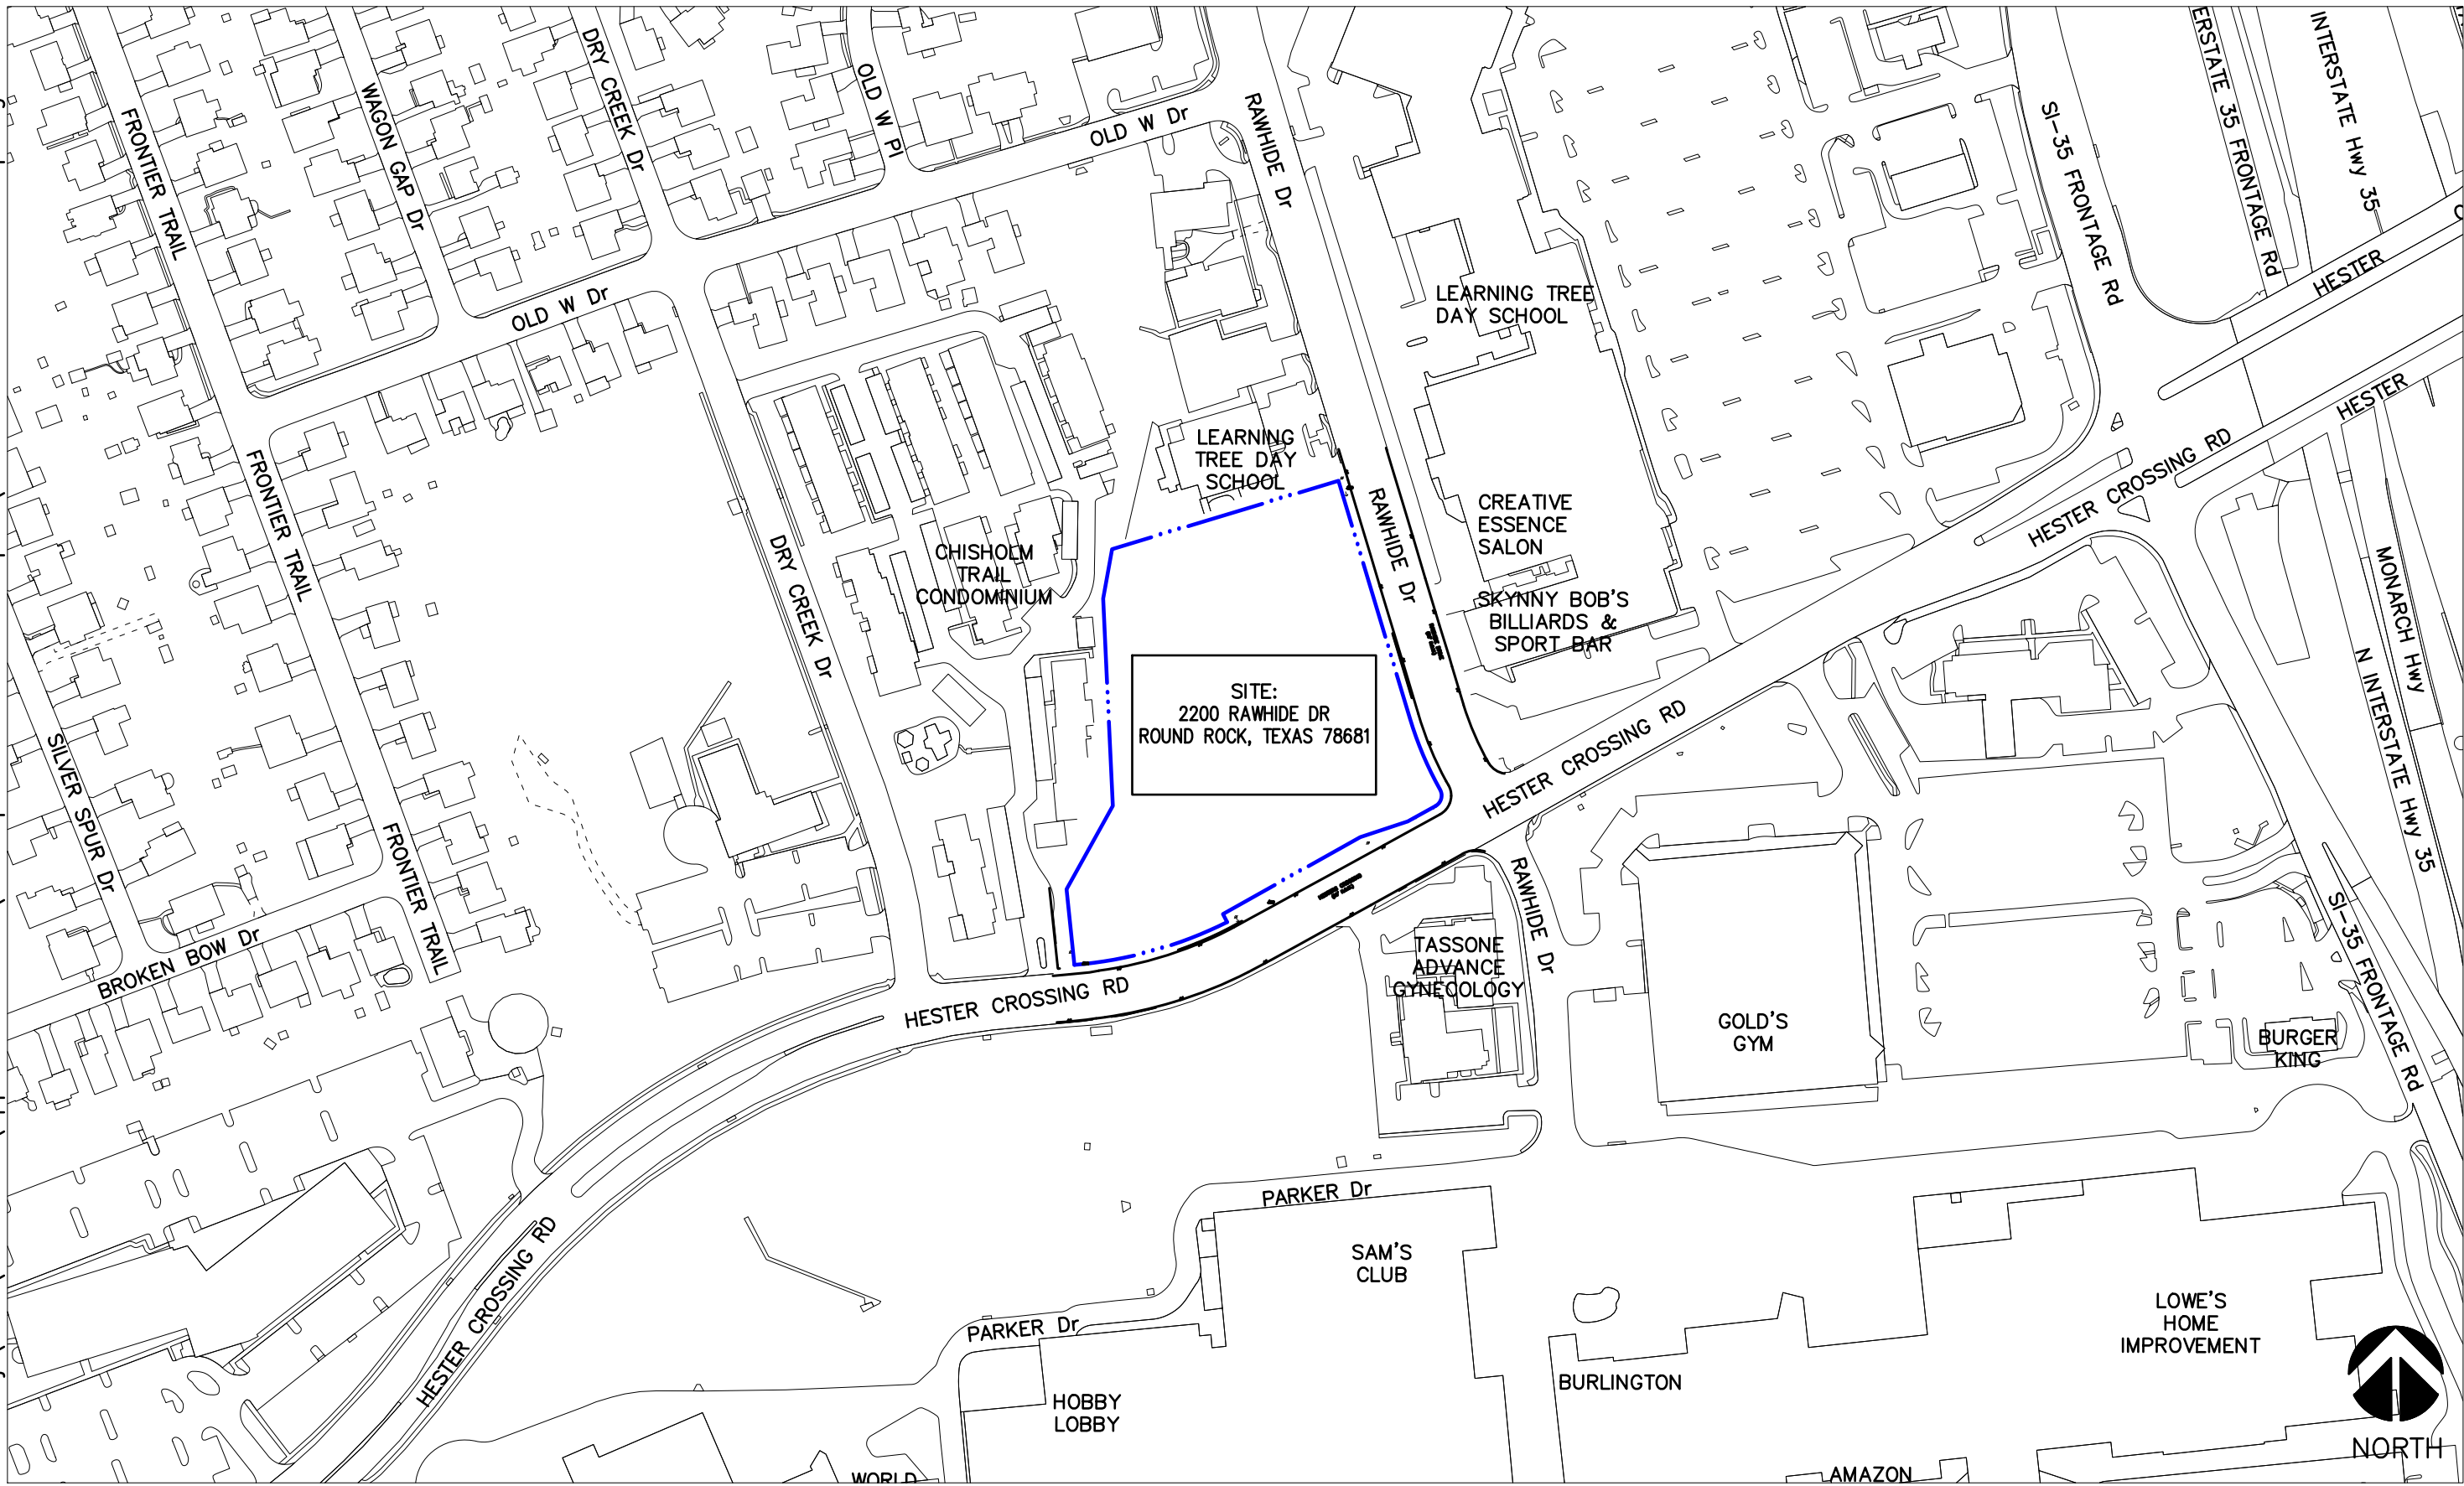 DRY CREEK Dr
OLD W Pl
FRONTIER TRAIL
WAGON GAP Dr
OLD W Dr
RAWHIDE Dr
SI-35 FRONTAGE Rd
ERSTATE 35 FRONTAGE Rd
INTERSTATE Hwy 35
HESTER
OLD W Dr
LEARNING TREE
DAY SCHOOL
HESTER
FRONTIER TRAIL
LEARNING
TREE DAY
SCHOOL
RAWHIDE Dr
CREATIVE
ESSENCE
SALON
HESTER CROSSING RD
CHISHOLM
TRAIL
CONDOMINIUM
DRY CREEK Dr
SKYNNY BOB'S
BILLIARDS &
SPORT BAR
MONARCH Hwy
N INTERSTATE Hwy 35
SITE:
2200 RAWHIDE DR
ROUND ROCK, TEXAS 78681
HESTER CROSSING RD
SILVER SPUR Dr
FRONTIER TRAIL
BROKEN BOW Dr
RAWHIDE Dr
TASSONE
ADVANCE
GYNECOLOGY
HESTER CROSSING RD
GOLD'S
GYM
BURGER
KING
SI-35 FRONTAGE Rd
PARKER Dr
SAM'S
CLUB
HESTER CROSSING RD
PARKER Dr
LOWE'S
HOME
IMPROVEMENT
HOBBY
LOBBY
BURLINGTON
NORTH
WORLD
AMAZON